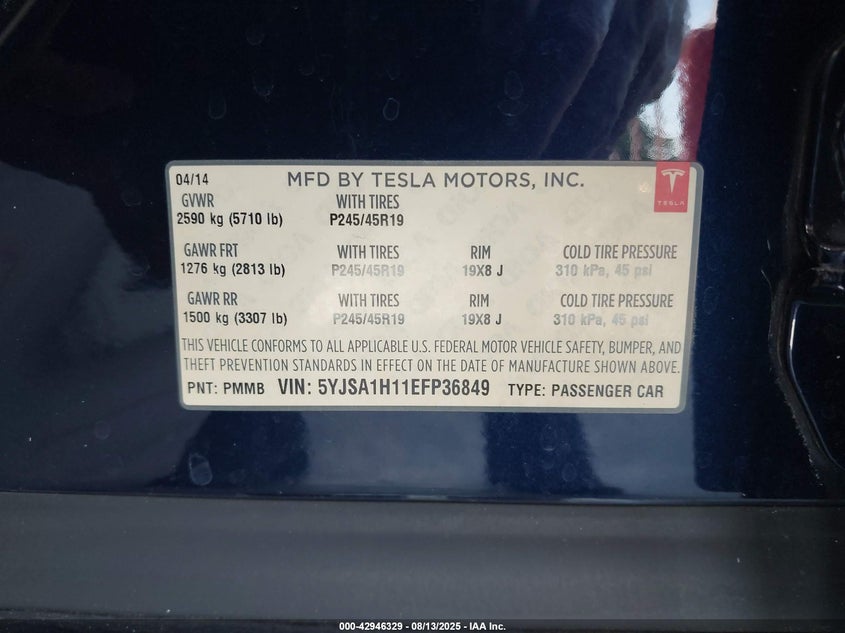 04/14 MFD BY TESLA MOTORS, INC.
TESLA
GVWR WITH TIRES
2590 kg (5710 lb) P245/45R19
GAWR FRT WITH TIRES RIM COLD TIRE PRESSURE
1276 kg (2813 lb) P245/45R19 19X8 J 310 kPa, 45 psi
GAWR RR WITH TIRES RIM COLD TIRE PRESSURE
1500 kg (3307 lb) P245/45R19 19X8 J 310 kPa, 45 psi
THIS VEHICLE CONFORMS TO ALL APPLICABLE U.S. FEDERAL MOTOR VEHICLE SAFETY, BUMPER, AND
THEFT PREVENTION STANDARDS IN EFFECT ON THE DATE OF MANUFACTURE SHOWN ABOVE.
PNT: PMMB VIN: 5YJSA1H11EFP36849 TYPE: PASSENGER CAR
000-42946329 - 08/13/2025 - IAA Inc.